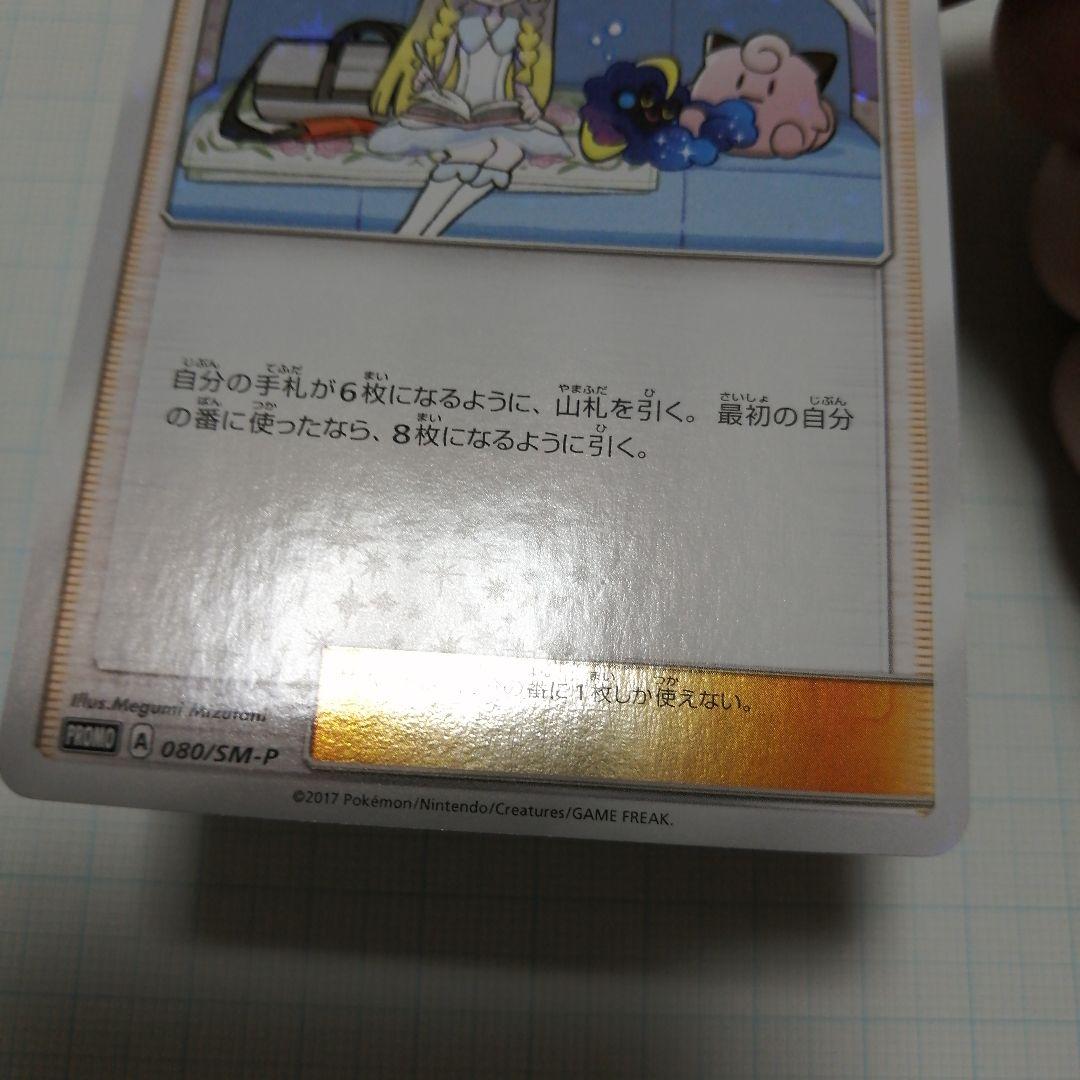 自分の手札が6枚になるように、山札を引く。 最初の自分
の番に使ったなら、8枚になるように引く。
の番に1枚しか使えない。
Illus.Megumi Mizutani
PROMO A 080/SM-P
©2017 Pokémon/Nintendo/Creatures/GAME FREAK.